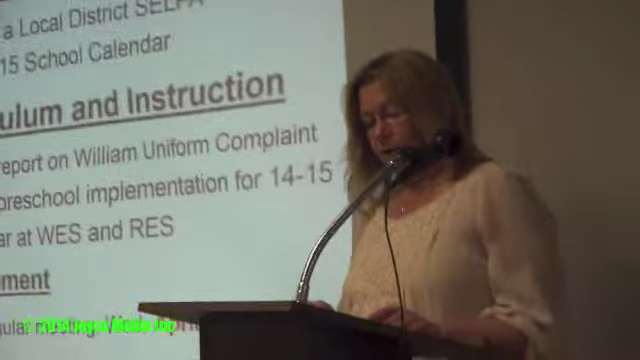 a Local District SELPA
15 School Calendar
ulum and Instruction
report on William Uniform Complaint
preschool implementation for 14-15
ar at WES and RES
ment